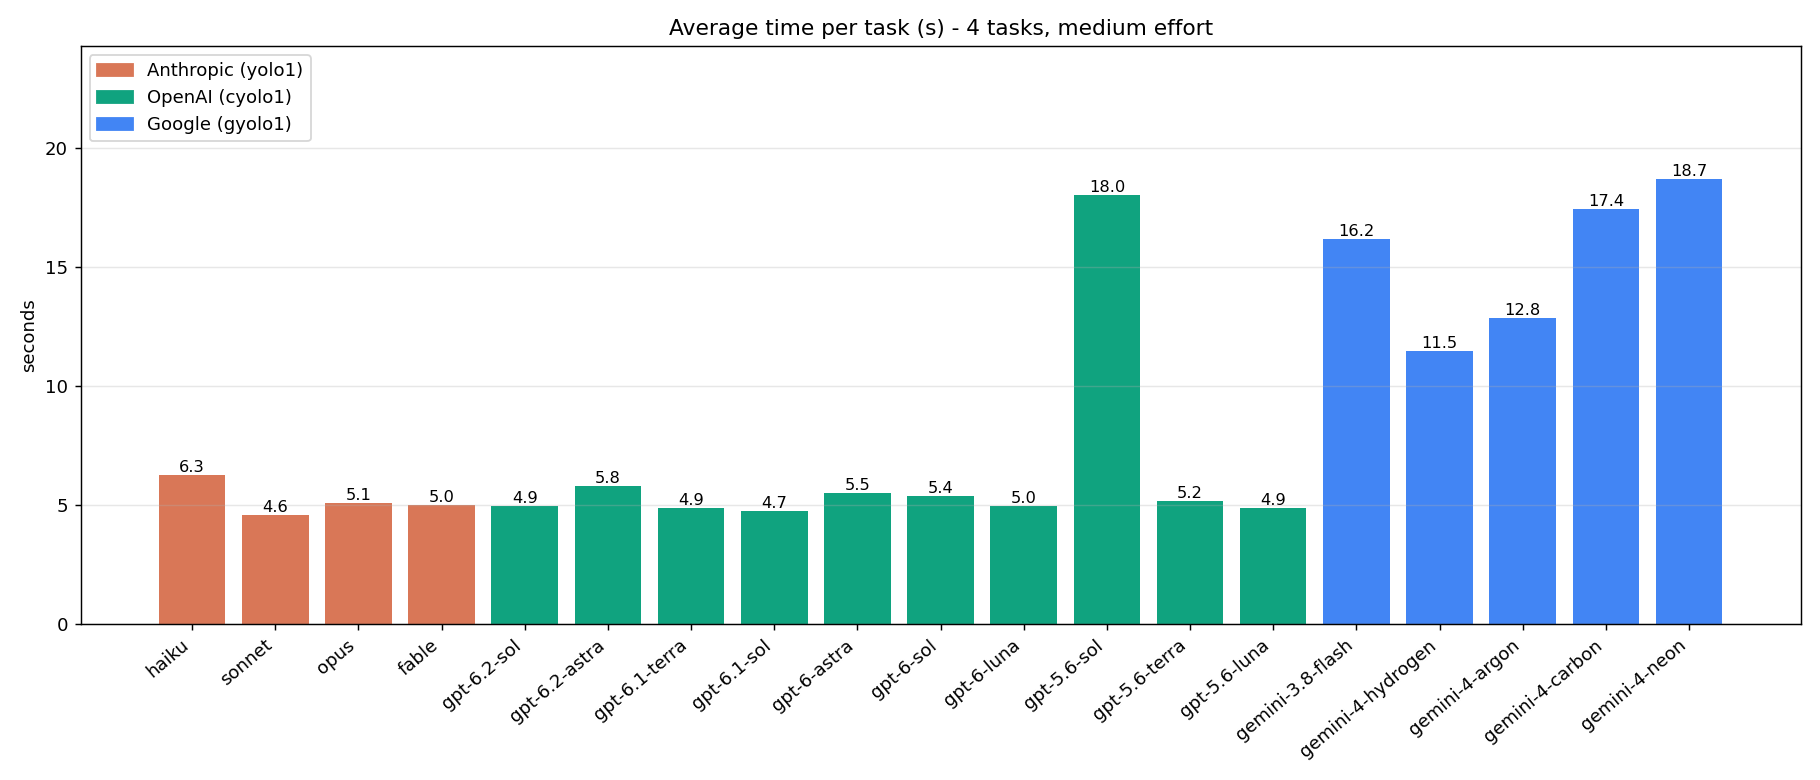 Average time per task (s) - 4 tasks, medium effort
Anthropic (yolo1)
OpenAI (cyolo1)
Google (gyolo1)
seconds
20
15
10
5
0
6.3
4.6
5.1
5.0
4.9
5.8
4.9
4.7
5.5
5.4
5.0
18.0
5.2
4.9
16.2
11.5
12.8
17.4
18.7
haiku
sonnet
opus
fable
gpt-6.2-sol
gpt-6.2-astra
gpt-6.1-terra
gpt-6.1-sol
gpt-6-astra
gpt-6-sol
gpt-6-luna
gpt-5.6-sol
gpt-5.6-terra
gpt-5.6-luna
gemini-3.8-flash
gemini-4-hydrogen
gemini-4-argon
gemini-4-carbon
gemini-4-neon